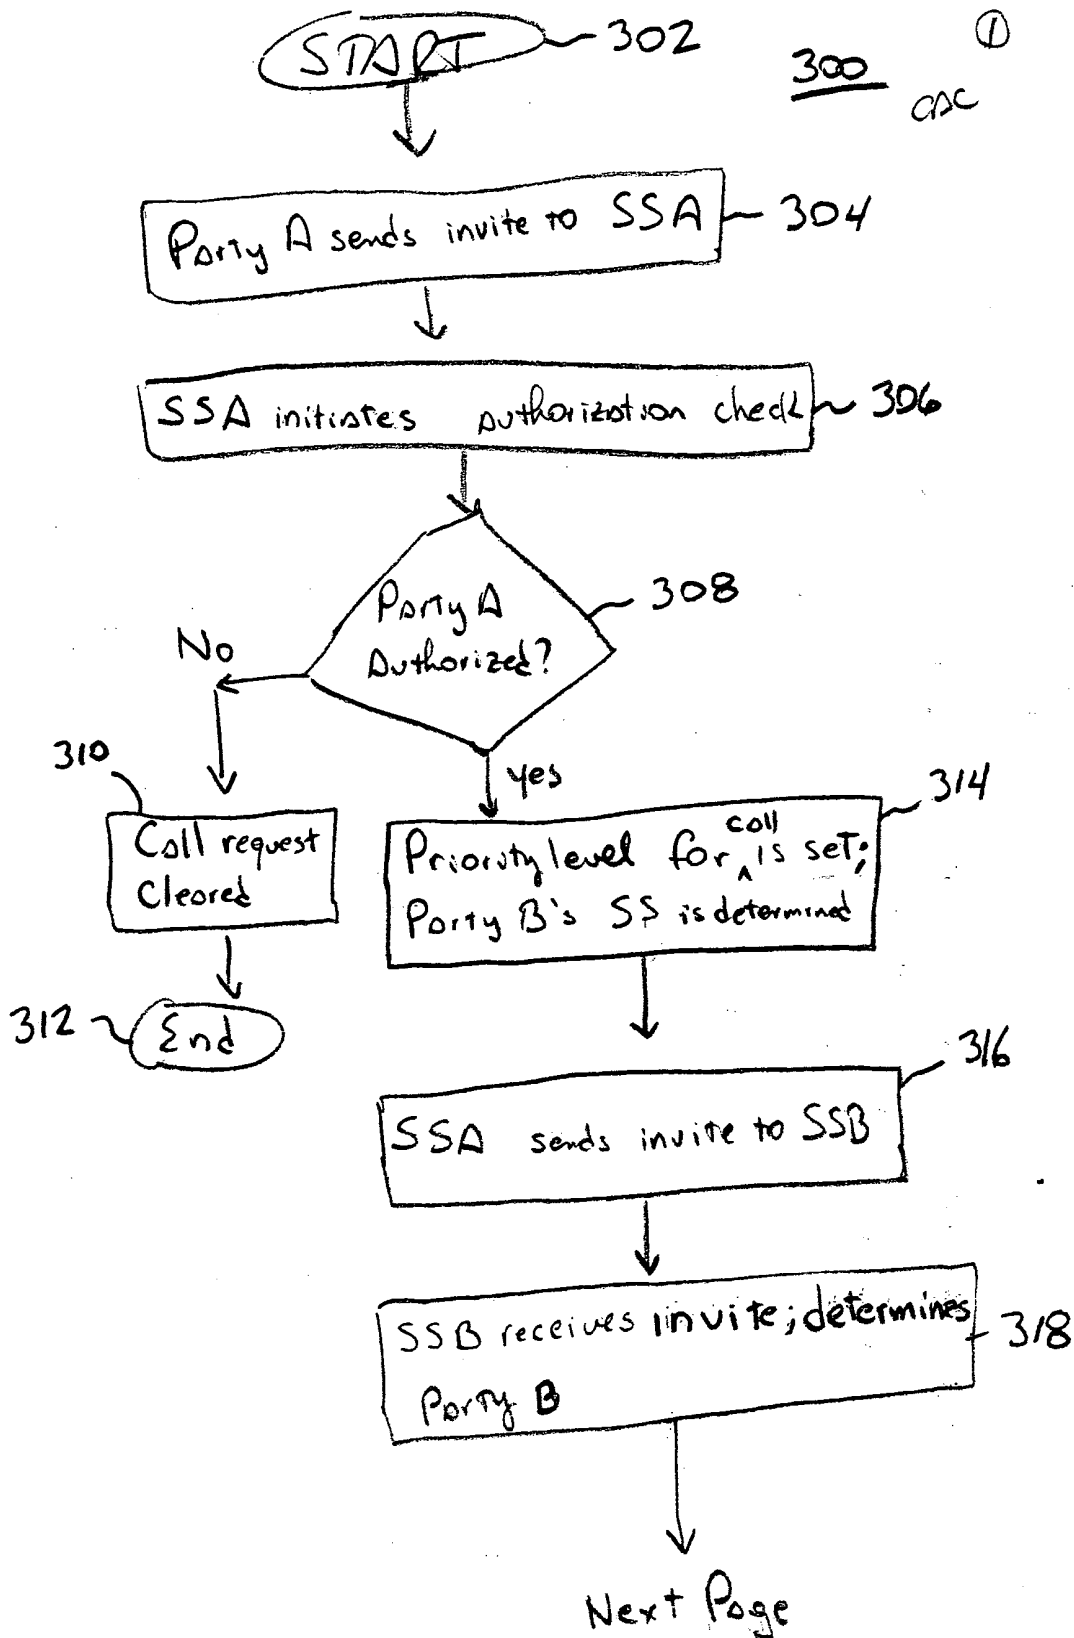 START
302
300
1
CAC
Party A sends invite to SSA
304
SSA initiates authorization check
306
Party A
Authorized?
308
No
yes
310
Call request
Cleared
314
Priority level for call is set;
Party B's SS is determined
312
End
316
SSA sends invite to SSB
SSB receives invite; determines
Party B
318
Next Page